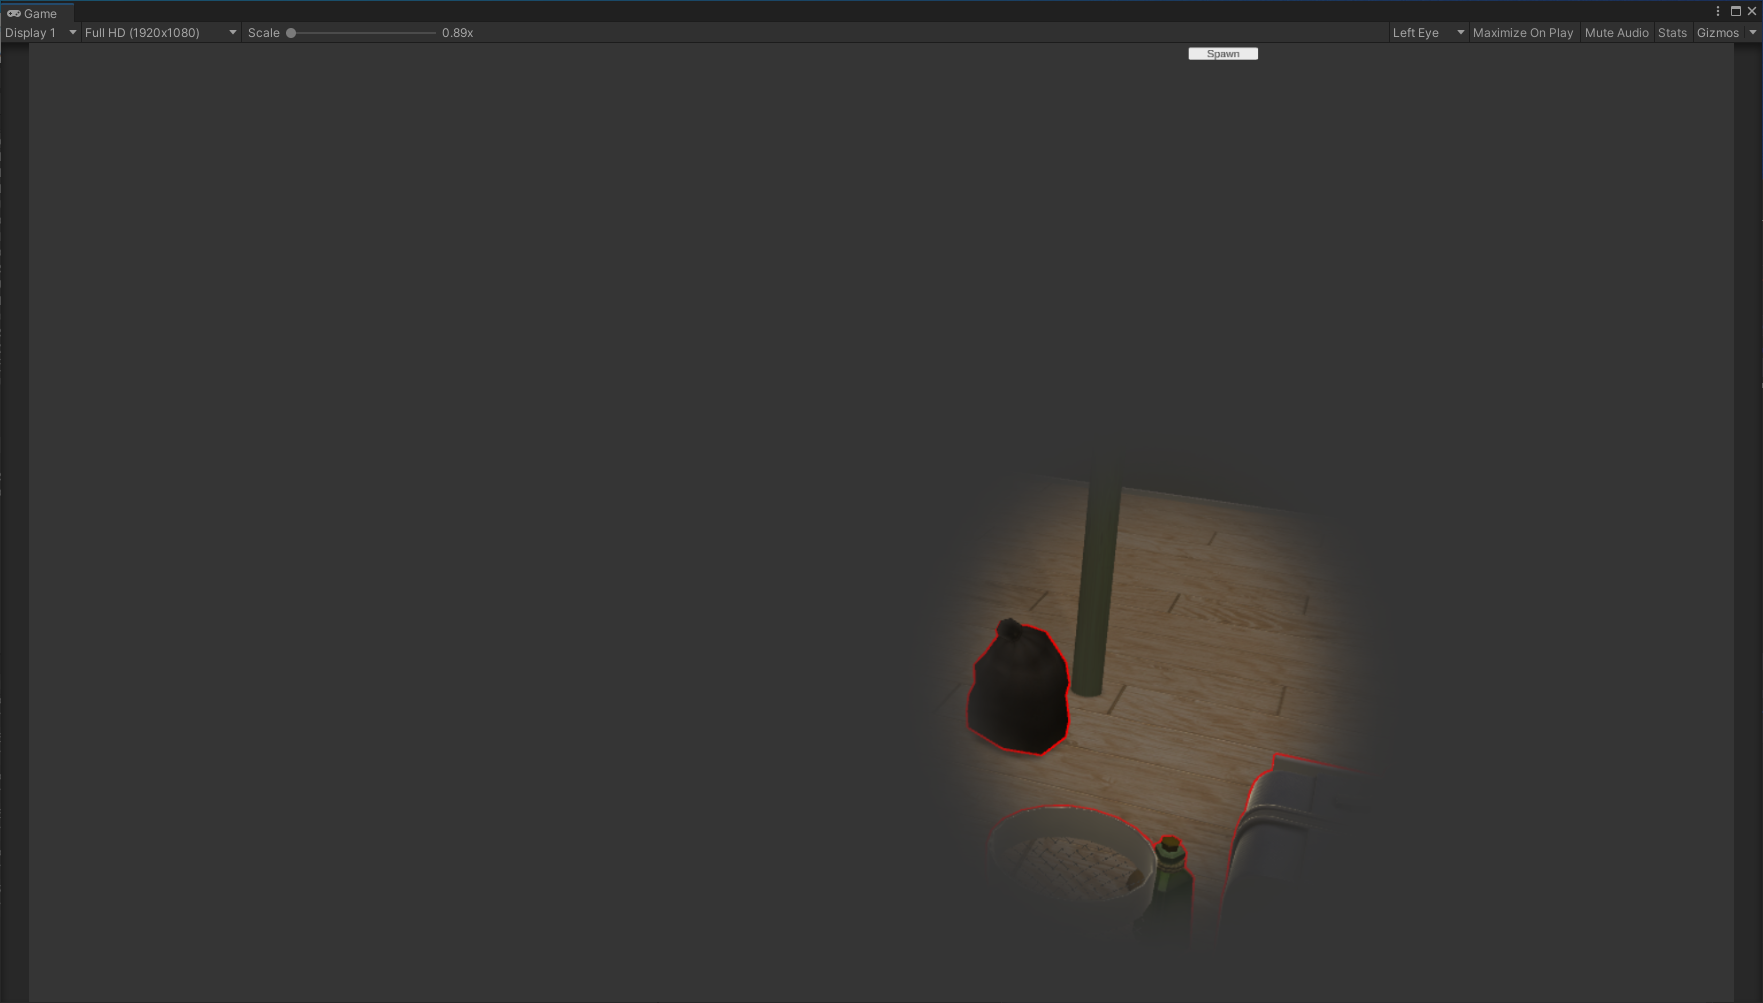 Game
Display 1 Full HD (1920x1080) Scale 0.89x Left Eye Maximize On Play Mute Audio Stats Gizmos
Spawn